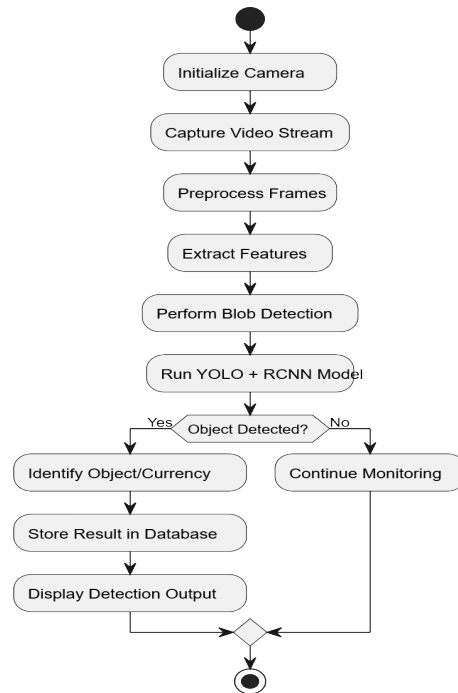 Initialize Camera
Capture Video Stream
Preprocess Frames
Extract Features
Perform Blob Detection
Run YOLO + RCNN Model
Yes
Object Detected?
No
Identify Object/Currency
Continue Monitoring
Store Result in Database
Display Detection Output